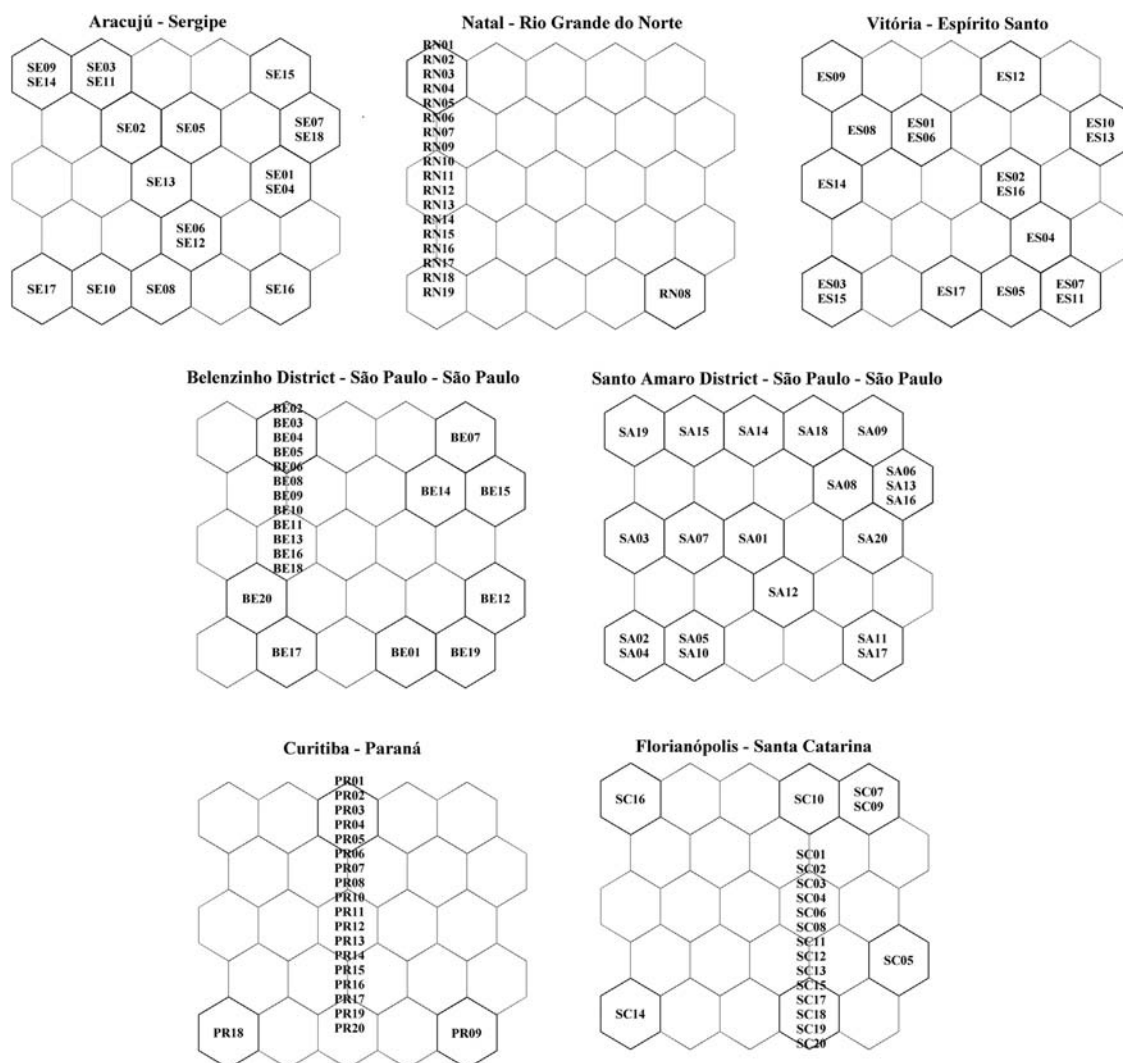 Aracujú - Sergipe
SE09
SE14
SE03
SE11
SE15
SE02
SE05
SE07
SE18
SE13
SE01
SE04
SE06
SE12
SE17
SE10
SE08
SE16
Natal - Rio Grande do Norte
RN01
RN02
RN03
RN04
RN05
RN06
RN07
RN09
RN10
RN11
RN12
RN13
RN14
RN15
RN16
RN17
RN18
RN19
RN08
Vitória - Espírito Santo
ES09
ES12
ES08
ES01
ES06
ES10
ES13
ES14
ES02
ES16
ES04
ES03
ES15
ES17
ES05
ES07
ES11
Belenzinho District - São Paulo - São Paulo
BE02
BE03
BE04
BE05
BE06
BE08
BE09
BE10
BE11
BE13
BE16
BE18
BE07
BE14
BE15
BE20
BE12
BE17
BE01
BE19
Santo Amaro District - São Paulo - São Paulo
SA19
SA15
SA14
SA18
SA09
SA08
SA06
SA13
SA16
SA03
SA07
SA01
SA20
SA12
SA02
SA04
SA05
SA10
SA11
SA17
Curitiba - Paraná
PR01
PR02
PR03
PR04
PR05
PR06
PR07
PR08
PR10
PR11
PR12
PR13
PR14
PR15
PR16
PR17
PR19
PR20
PR18
PR09
Florianópolis - Santa Catarina
SC16
SC10
SC07
SC09
SC01
SC02
SC03
SC04
SC06
SC08
SC11
SC12
SC13
SC15
SC17
SC18
SC19
SC20
SC05
SC14